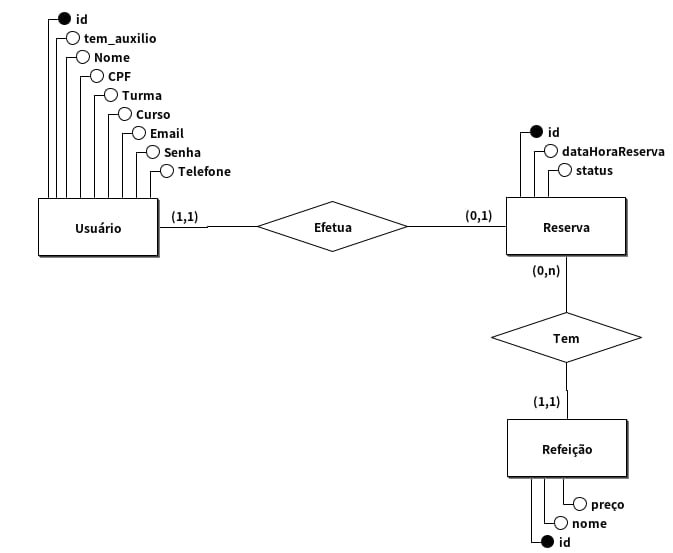 id
tem_auxilio
Nome
CPF
Turma
Curso
Email
Senha
Telefone
id
dataHoraReserva
status
Usuário
(1,1)
Efetua
(0,1)
Reserva
(0,n)
Tem
(1,1)
Refeição
preço
nome
id